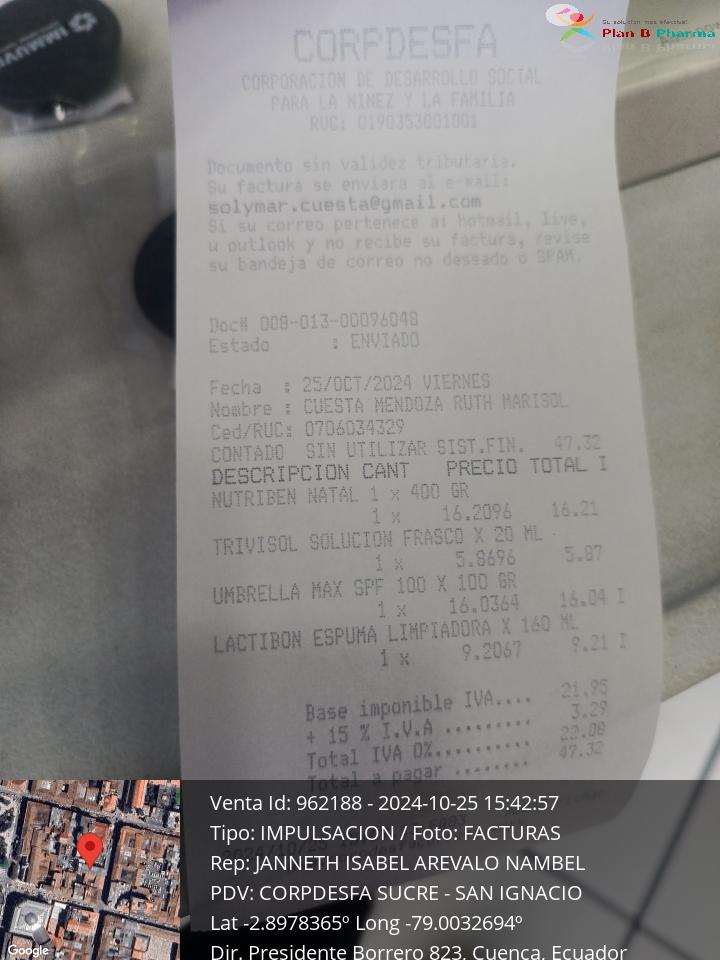 IMMUVI
Su solución más efectiva!
Plan B Pharma
CORPDESFA
CORPORACION DE DESARROLLO SOCIAL
PARA LA NINEZ Y LA FAMILIA
RUC: 0190353001001
Documento sin validez tributaria.
Su factura se enviara al e-mail:
solymar.cuesta@gmail.com
Si su correo pertenece a: hotmail, live,
u outlook y no recibe su factura, revise
su bandeja de correo no deseado o SPAM.
Doc# 008-013-00096048
Estado : ENVIADO
Fecha : 25/OCT/2024 VIERNES
Nombre : CUESTA MENDOZA RUTH MARISOL
Ced/RUC: 0706034329
CONTADO SIN UTILIZAR SIST.FIN. 47.32
DESCRIPCION CANT PRECIO TOTAL I
NUTRIBEN NATAL 1 x 400 GR
1 x 16.2096 16.21
TRIVISOL SOLUCION FRASCO X 20 ML
1 x 5.8696 5.87
UMBRELLA MAX SPF 100 X 100 GR
1 x 16.0364 16.04 I
LACTIBON ESPUMA LIMPIADORA X 160 ML
1 x 9.2067 9.21 I
Base imponible IVA.... 21.95
+ 15 % I.V.A ......... 3.29
Total IVA 0%.......... 22.08
Total a pagar ........ 47.32
Venta Id: 962188 - 2024-10-25 15:42:57
Tipo: IMPULSACION / Foto: FACTURAS
Rep: JANNETH ISABEL AREVALO NAMBEL
PDV: CORPDESFA SUCRE - SAN IGNACIO
Lat -2.8978365º Long -79.0032694º
Dir. Presidente Borrero 823, Cuenca, Ecuador
Google